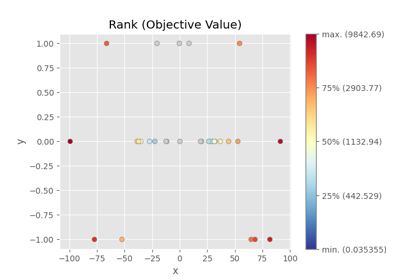 Rank (Objective Value)
1.00
0.75
0.50
0.25
0.00
−0.25
−0.50
−0.75
−1.00
y
−100 −75 −50 −25 0 25 50 75 100
x
max. (9842.69)
75% (2903.77)
50% (1132.94)
25% (442.529)
min. (0.035355)